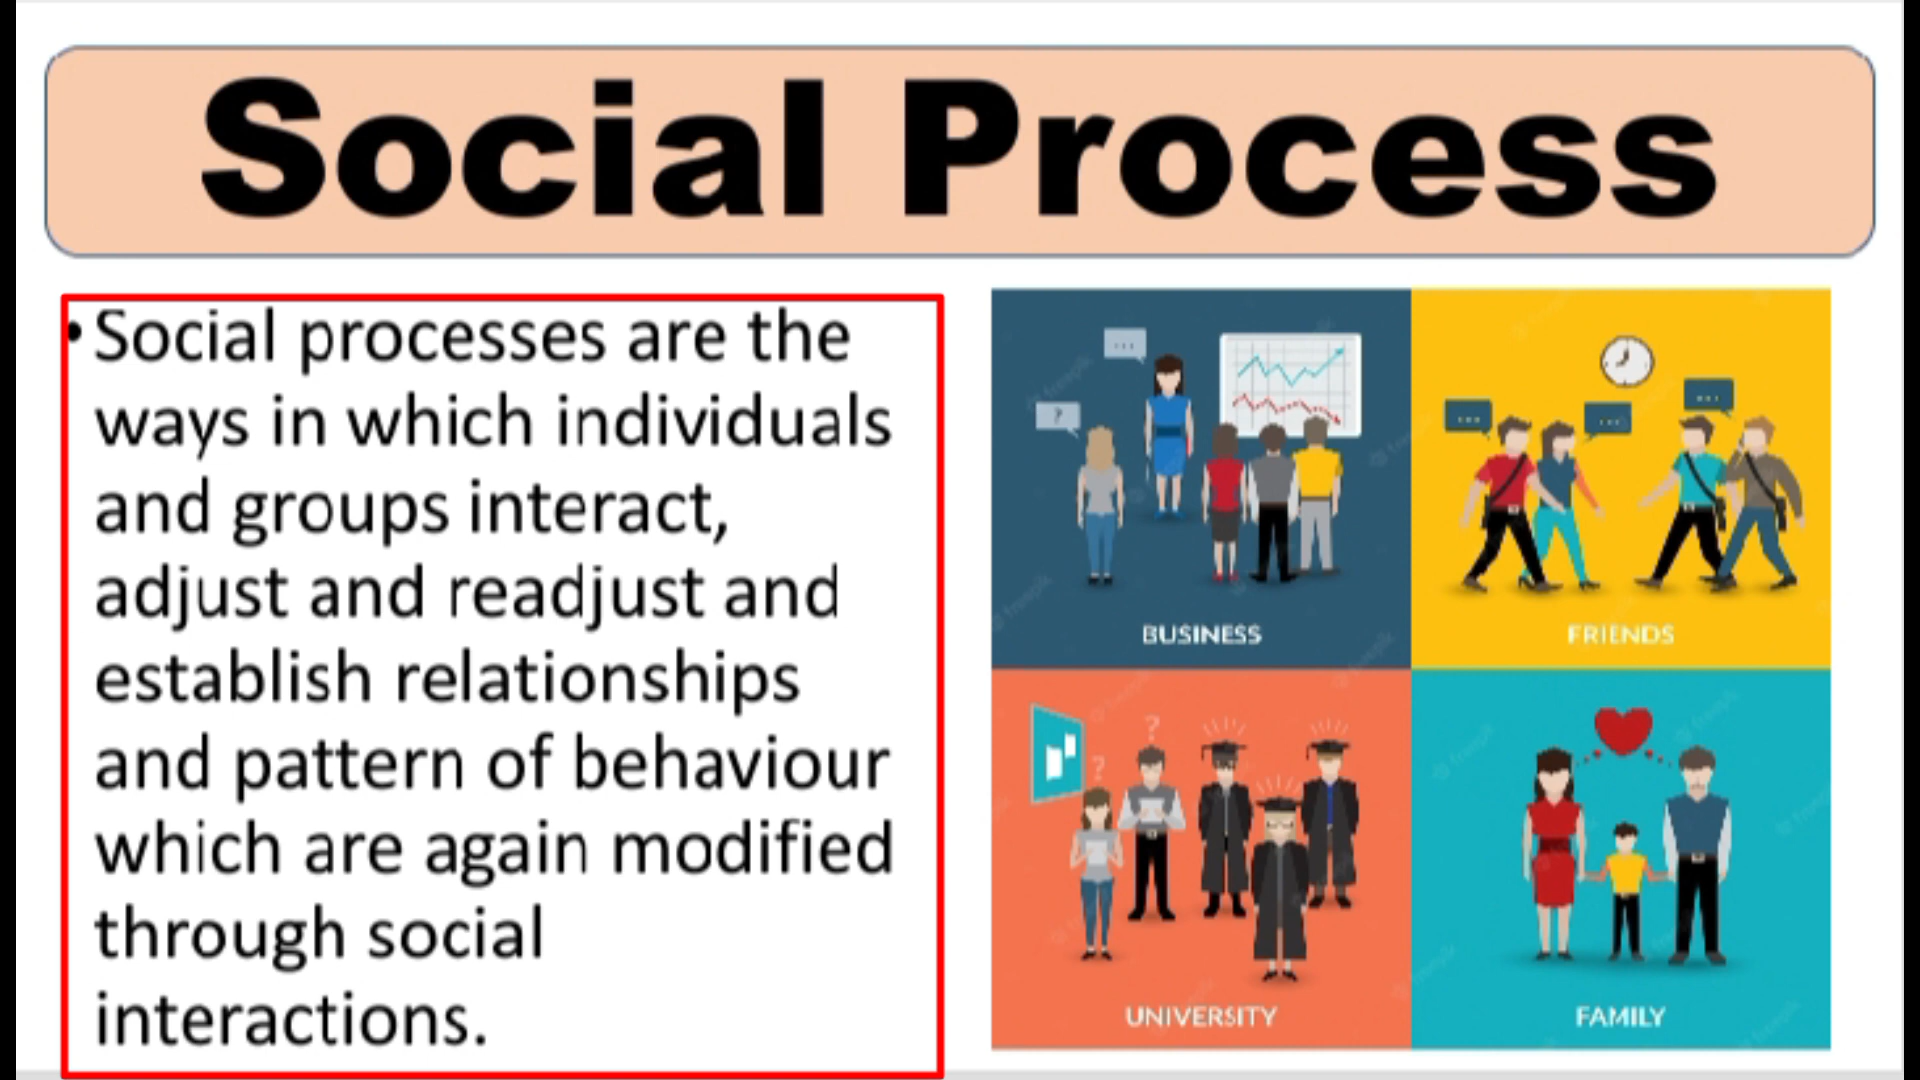 Social Process
• Social processes are the
ways in which individuals
and groups interact,
adjust and readjust and
establish relationships
and pattern of behaviour
which are again modified
through social
interactions.
...
?
BUSINESS
...
...
...
FRIENDS
?
?
UNIVERSITY
FAMILY